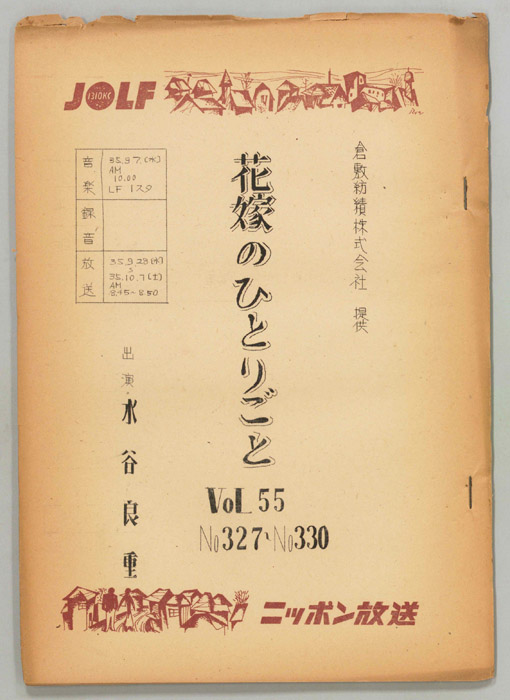 JOLF
1310KC
倉敷紡績株式会社 提供
花嫁のひとりごと
音楽
35.9.7.(水)
AM
10.00
LF 1スタ
録音
放送
35.9.28(水)
35.10.7(土)
AM
8.45~8.50
出演 水谷良重
VoL 55
No327、No330
ニッポン放送